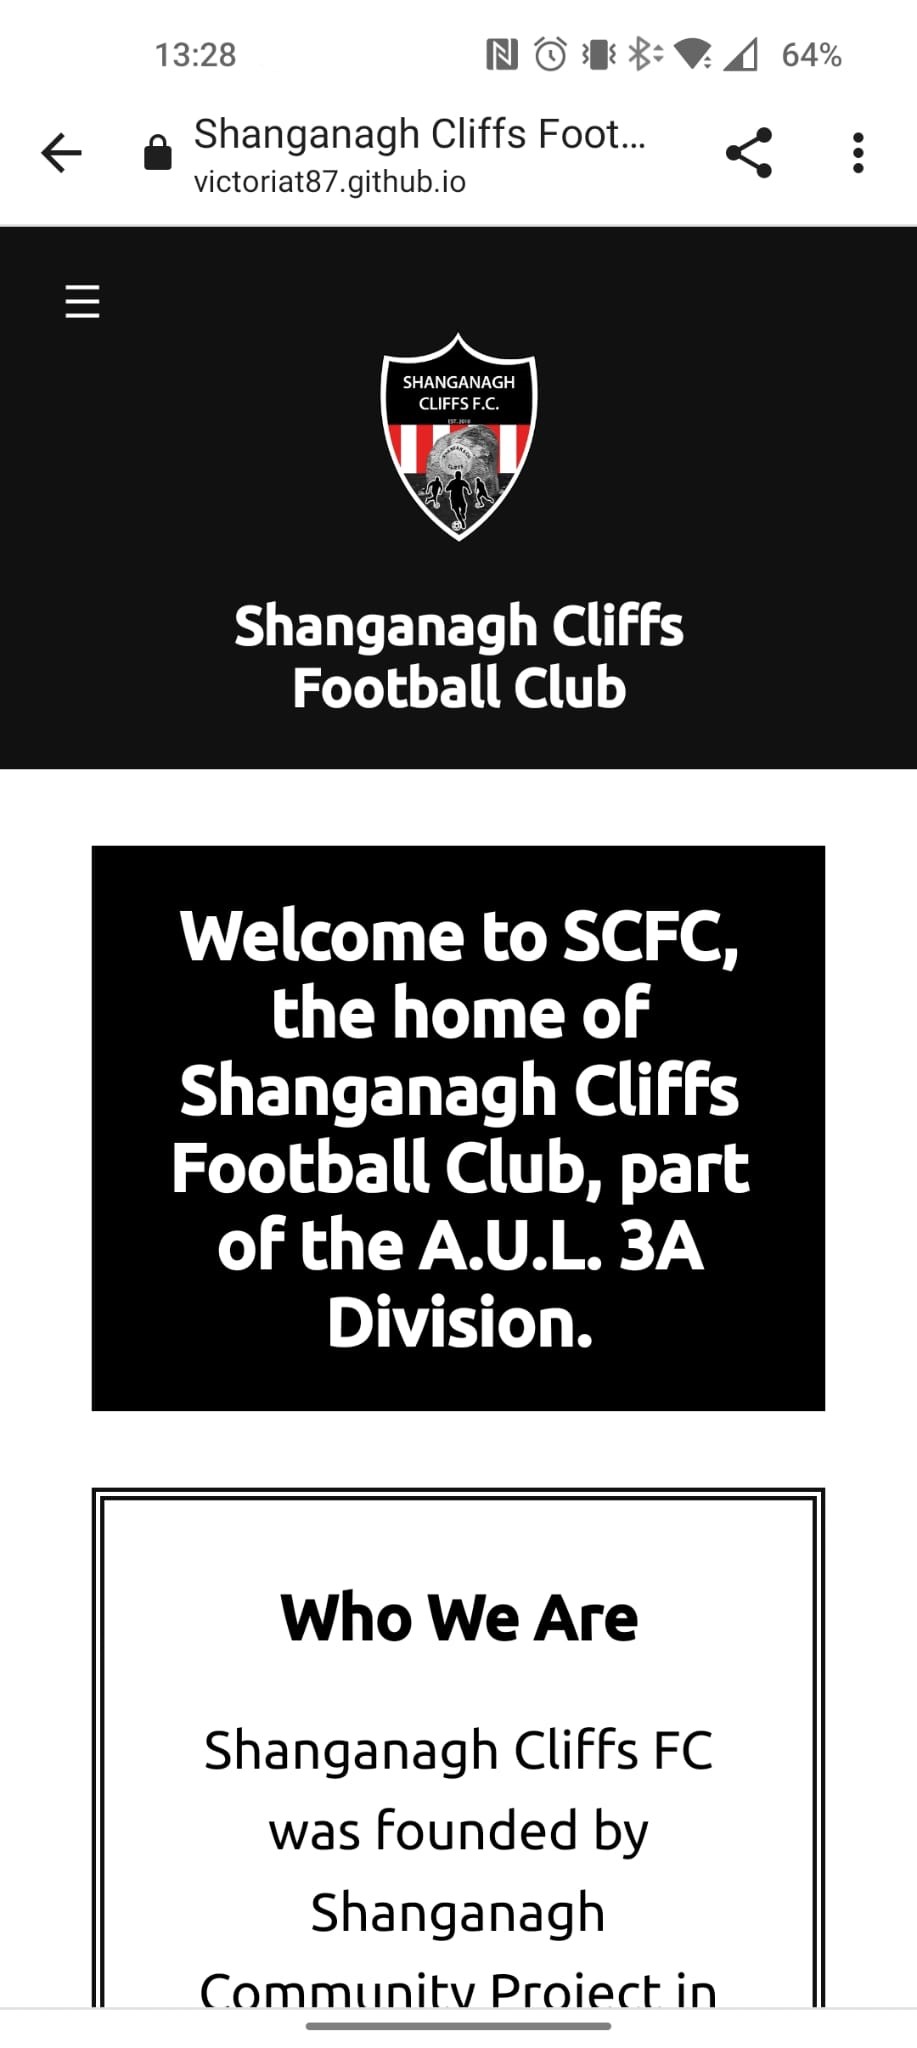 13:28
64%
Shanganagh Cliffs Foot...
victoriat87.github.io
SHANGANAGH
CLIFFS F.C.
Shanganagh Cliffs
Football Club
Welcome to SCFC,
the home of
Shanganagh Cliffs
Football Club, part
of the A.U.L. 3A
Division.
Who We Are
Shanganagh Cliffs FC
was founded by
Shanganagh
Community Project in